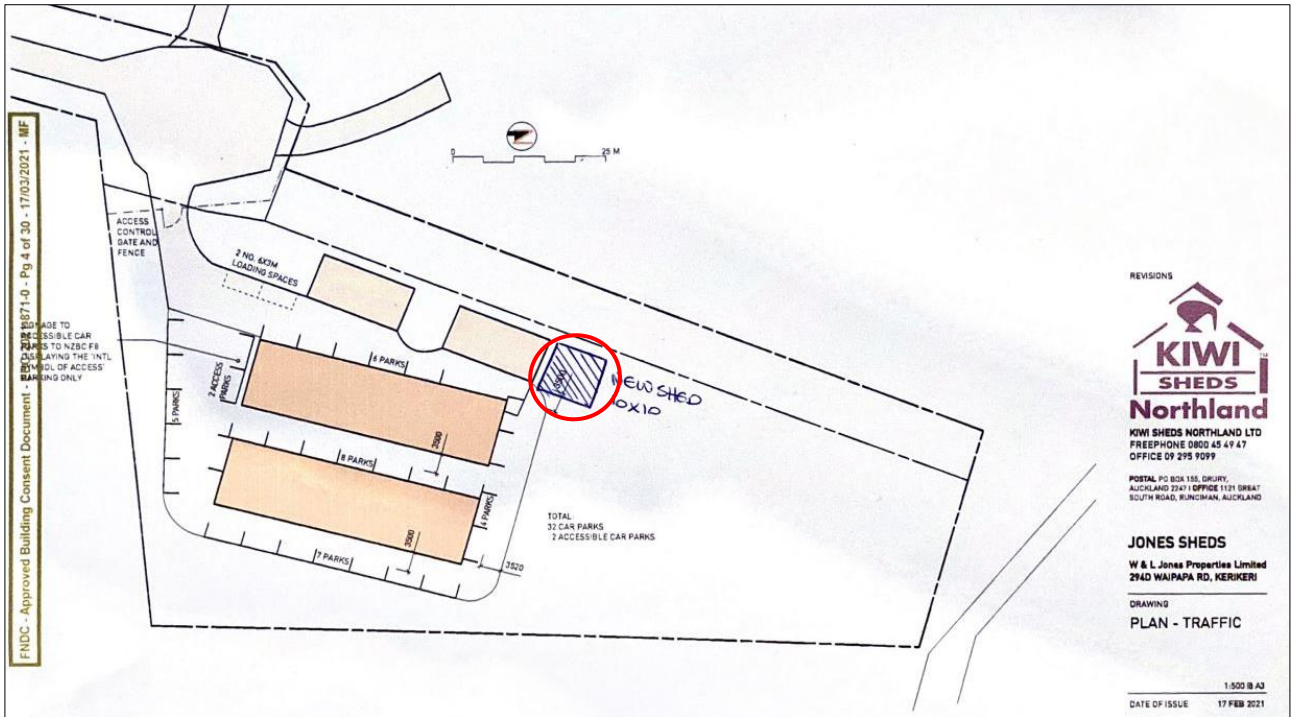 FNDC - Approved Building Consent Document - Pg 4 of 30 - 17/03/2021 - MF
0
25 M
ACCESS
CONTROL
GATE AND
FENCE
2 NO. 6X3M
LOADING SPACES
TO NZBC F8
DISPLAYING THE 'INTL
SYMBOL OF ACCESS'
ONLY
2 ACCESS
PARKS
6 PARKS
5 PARKS
3500
NEW SHED
10X10
3500
8 PARKS
4 PARKS
3500
7 PARKS
3520
TOTAL
32 CAR PARKS
2 ACCESSIBLE CAR PARKS
REVISIONS
KIWI
TM
SHEDS
Northland
KIWI SHEDS NORTHLAND LTD
FREEPHONE 0800 45 49 47
OFFICE 09 295 9099
POSTAL PO BOX 155, DRURY,
AUCKLAND 2247 | OFFICE 1121 GREAT
SOUTH ROAD, RUNCIMAN, AUCKLAND
JONES SHEDS
W & L Jones Properties Limited
294D WAIPAPA RD, KERIKERI
DRAWING
PLAN - TRAFFIC
1:500 @ A3
DATE OF ISSUE 17 FEB 2021